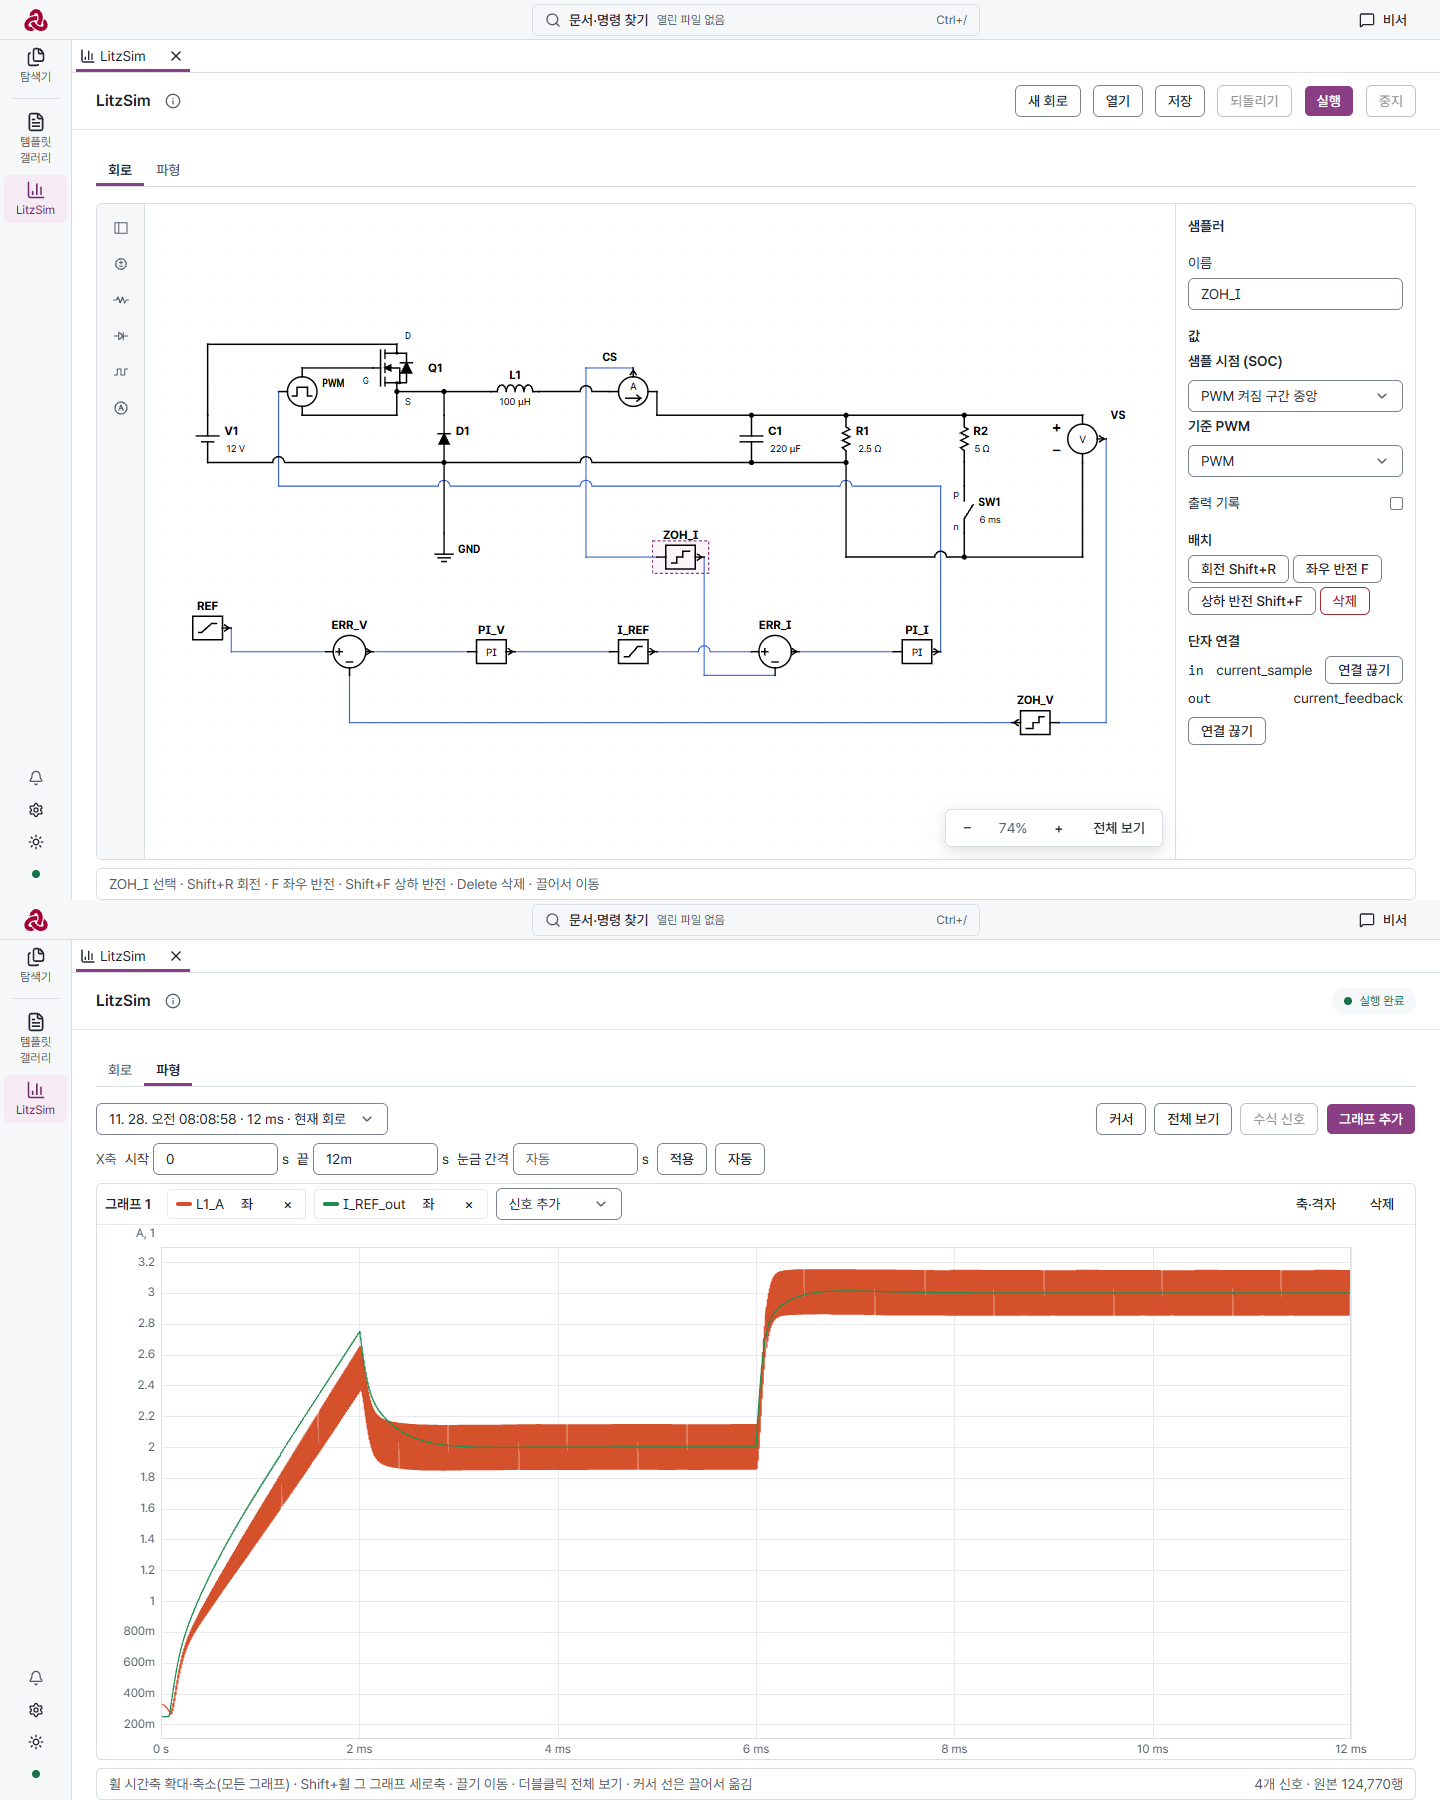 문서·명령 찾기 열린 파일 없음 Ctrl+/
비서
탐색기
템플릿
갤러리
LitzSim
LitzSim
LitzSim
새 회로 열기 저장 되돌리기 실행 중지
회로 파형
D
G
S
Q1
PWM
V1
12 V
D1
L1
100 μH
CS
A
C1
220 μF
R1
2.5 Ω
R2
5 Ω
VS
V
+
−
p
n
SW1
6 ms
GND
ZOH_I
REF
ERR_V
+
−
PI_V
PI
I_REF
ERR_I
+
−
PI_I
PI
ZOH_V
− 74% + 전체 보기
샘플러
이름
ZOH_I
값
샘플 시점 (SOC)
PWM 켜짐 구간 중앙
기준 PWM
PWM
출력 기록
배치
회전 Shift+R 좌우 반전 F
상하 반전 Shift+F 삭제
단자 연결
in current_sample 연결 끊기
out current_feedback
연결 끊기
ZOH_I 선택 · Shift+R 회전 · F 좌우 반전 · Shift+F 상하 반전 · Delete 삭제 · 끌어서 이동
문서·명령 찾기 열린 파일 없음 Ctrl+/
비서
탐색기
템플릿
갤러리
LitzSim
LitzSim
LitzSim
실행 완료
회로 파형
11. 28. 오전 08:08:58 · 12 ms · 현재 회로
커서 전체 보기 수식 신호 그래프 추가
X축 시작 0 s 끝 12m s 눈금 간격 자동 s 적용 자동
그래프 1 L1_A 좌 × I_REF_out 좌 × 신호 추가 축·격자 삭제
A, 1
3.2
3
2.8
2.6
2.4
2.2
2
1.8
1.6
1.4
1.2
1
800m
600m
400m
200m
0 s 2 ms 4 ms 6 ms 8 ms 10 ms 12 ms
휠 시간축 확대·축소(모든 그래프) · Shift+휠 그 그래프 세로축 · 끌기 이동 · 더블클릭 전체 보기 · 커서 선은 끌어서 옮김
4개 신호 · 원본 124,770행